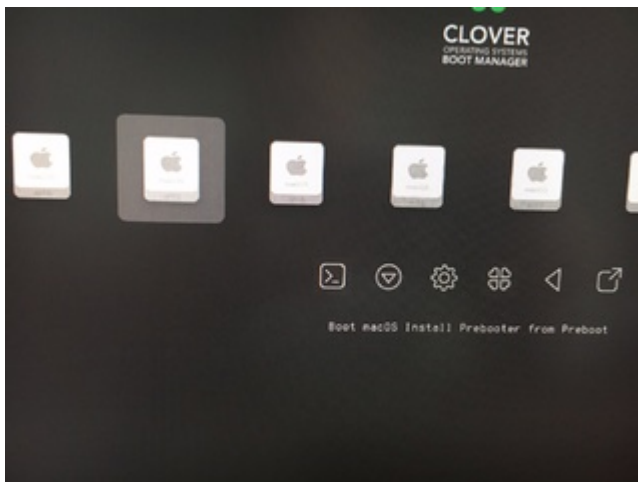 CLOVER
OPERATING SYSTEMS
BOOT MANAGER
Boot macOS Install Prebooter from Preboot